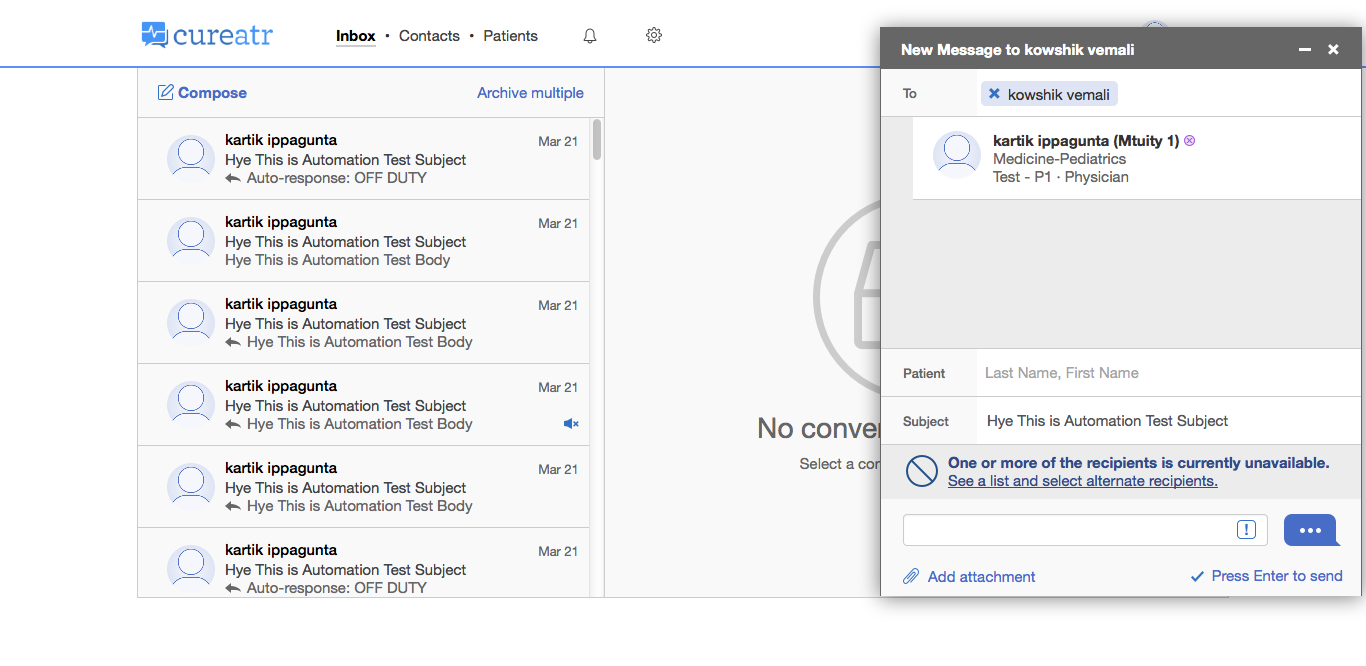 cureatr
Inbox • Contacts • Patients
Compose
Archive multiple
kartik ippagunta
Mar 21
Hye This is Automation Test Subject
Auto-response: OFF DUTY
kartik ippagunta
Mar 21
Hye This is Automation Test Subject
Hye This is Automation Test Body
kartik ippagunta
Mar 21
Hye This is Automation Test Subject
Hye This is Automation Test Body
kartik ippagunta
Mar 21
Hye This is Automation Test Subject
Hye This is Automation Test Body
kartik ippagunta
Mar 21
Hye This is Automation Test Subject
Hye This is Automation Test Body
kartik ippagunta
Mar 21
Hye This is Automation Test Subject
Auto-response: OFF DUTY
No conver
Select a con
New Message to kowshik vemali
To
kowshik vemali
kartik ippagunta (Mtuity 1)
Medicine-Pediatrics
Test - P1 · Physician
Patient
Last Name, First Name
Subject
Hye This is Automation Test Subject
One or more of the recipients is currently unavailable.
See a list and select alternate recipients.
Add attachment
Press Enter to send